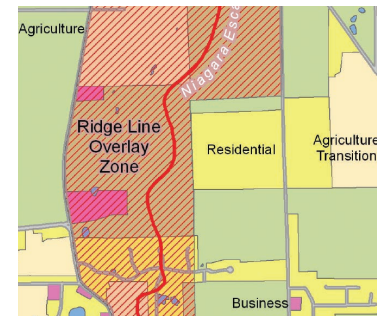 Agriculture
Niagara Esca
Ridge Line
Overlay
Zone
Residential
Agriculture
Transition
Business